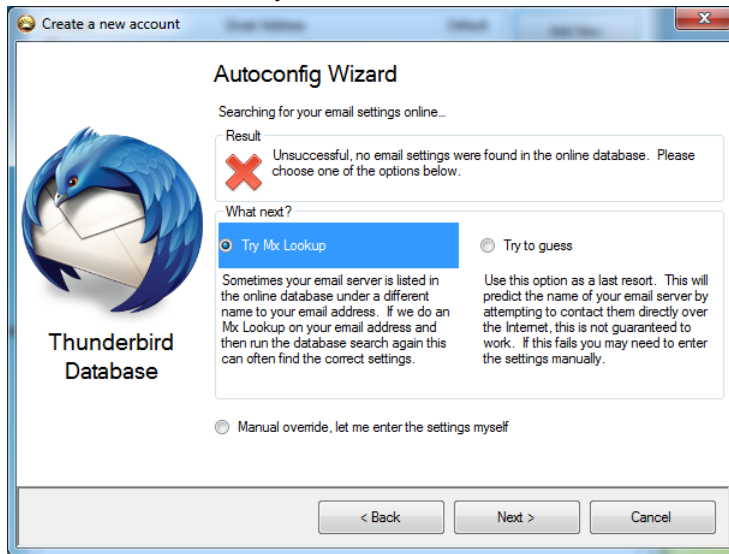 Create a new account
Email Address Default Add New
Autoconfig Wizard
Searching for your email settings online...
Result
Unsuccessful, no email settings were found in the online database. Please
choose one of the options below.
What next?
Try Mx Lookup
Try to guess
Sometimes your email server is listed in
the online database under a different
name to your email address. If we do an
Mx Lookup on your email address and
then run the database search again this
can often find the correct settings.
Use this option as a last resort. This will
predict the name of your email server by
attempting to contact them directly over
the Internet, this is not guaranteed to
work. If this fails you may need to enter
the settings manually.
Thunderbird
Database
Manual override, let me enter the settings myself
< Back
Next >
Cancel